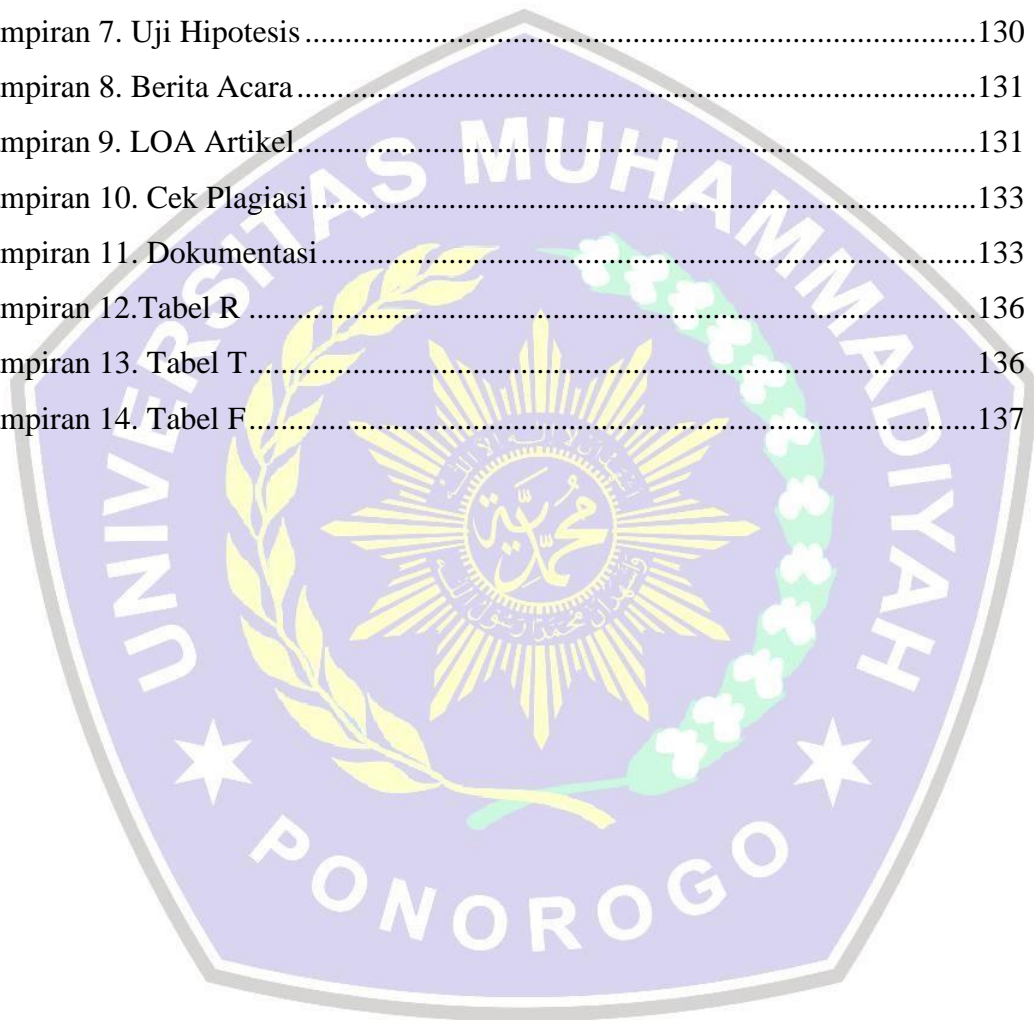 mpiran 7. Uji Hipotesis........................................................................................130
mpiran 8. Berita Acara.........................................................................................131
mpiran 9. LOA Artikel.........................................................................................131
mpiran 10. Cek Plagiasi.......................................................................................133
mpiran 11. Dokumentasi......................................................................................133
mpiran 12.Tabel R ...............................................................................................136
mpiran 13. Tabel T...............................................................................................136
mpiran 14. Tabel F...............................................................................................137
UNIVERSITAS MUHAMMADIYAH
PONOROGO
محمدية